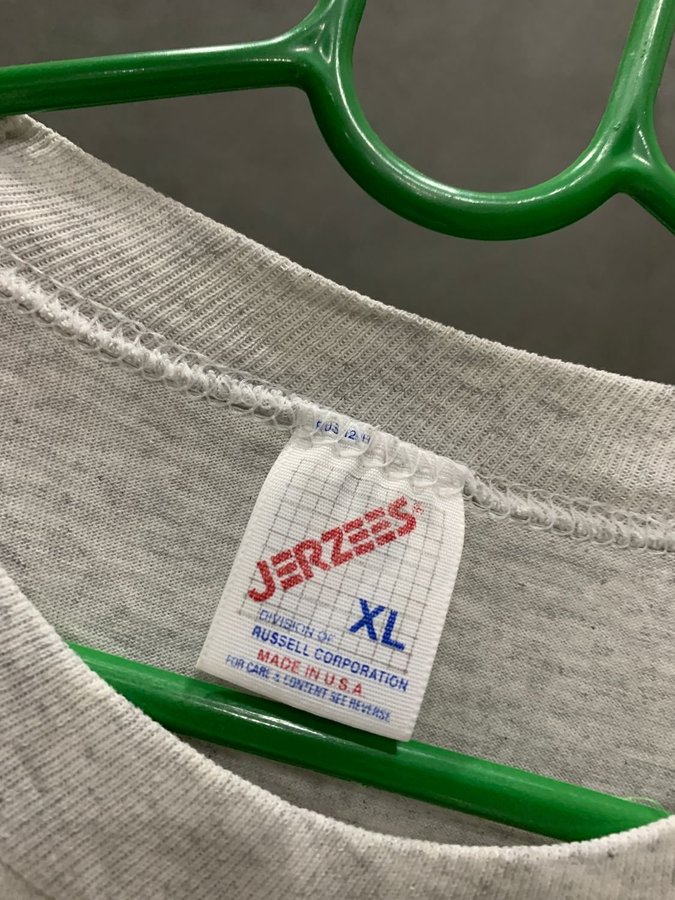 JERZEES®
XL
DIVISION OF
RUSSELL CORPORATION
MADE IN U.S.A
FOR CARE & CONTENT SEE REVERSE